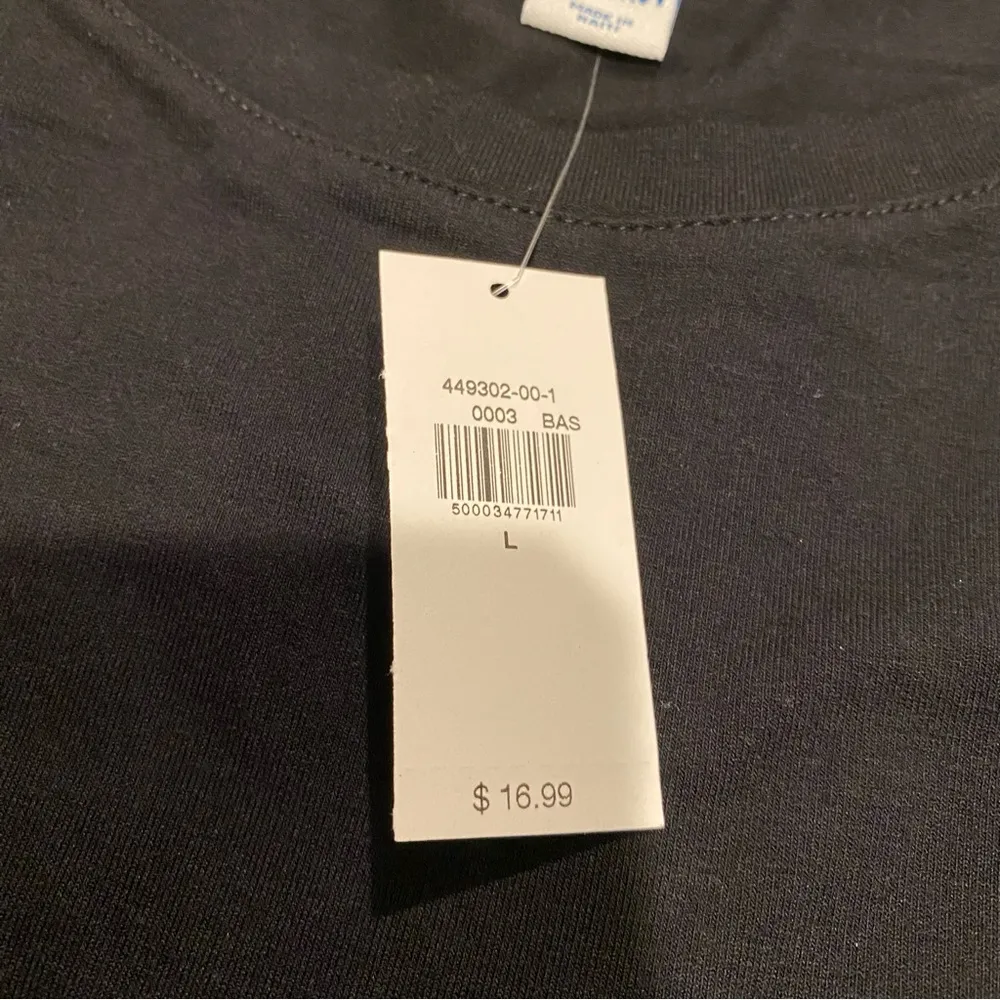 MADE IN
HAITI
449302-00-1
0003 BAS
500034771711
L
$ 16.99